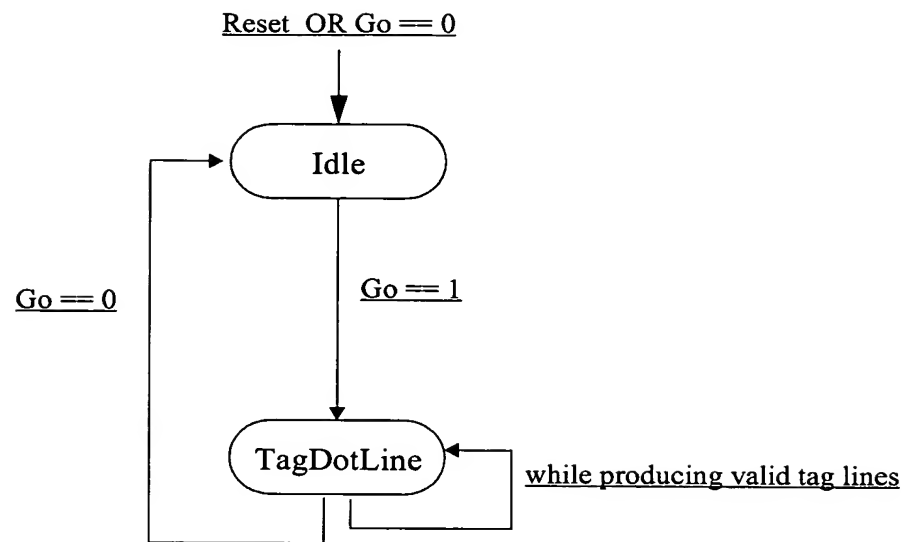 Reset OR Go == 0
Idle
Go == 0
Go == 1
TagDotLine
while producing valid tag lines